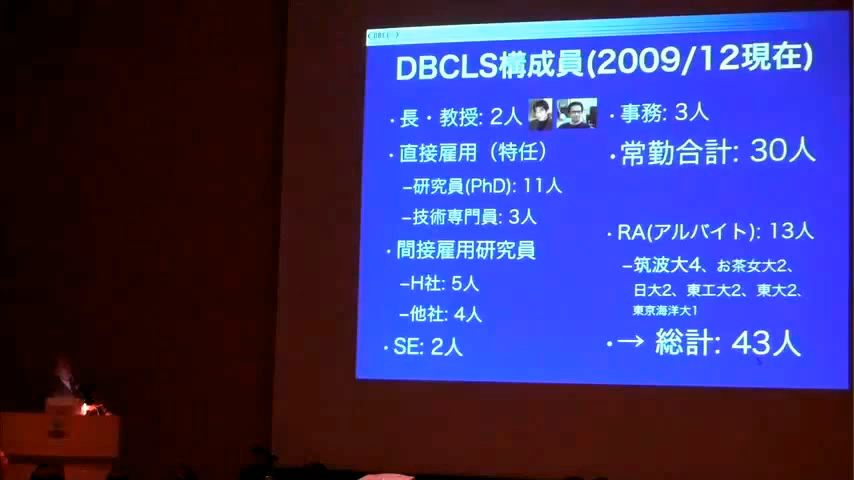 DBCLS構成員(2009/12現在)
・長・教授: 2人
・直接雇用（特任）
–研究員(PhD): 11人
–技術専門員: 3人
・間接雇用研究員
–H社: 5人
–他社: 4人
・SE: 2人
・事務: 3人
・常勤合計: 30人
・RA(アルバイト): 13人
–筑波大4、お茶女大2、
日大2、東工大2、東大2、
東京海洋大1
・→ 総計: 43人